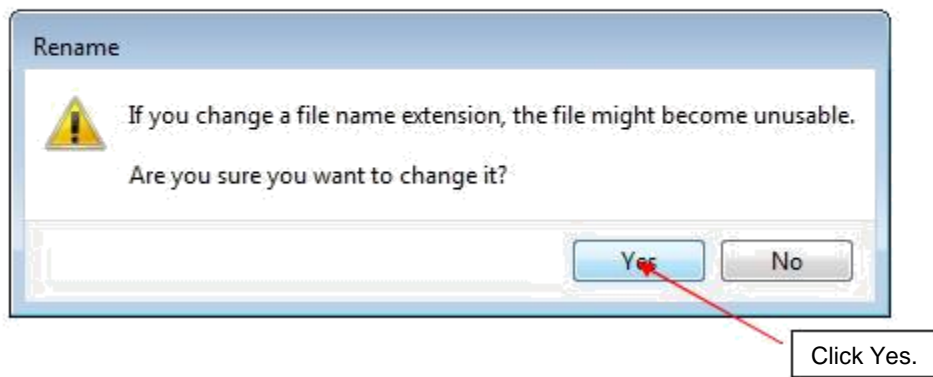 Rename
If you change a file name extension, the file might become unusable.
Are you sure you want to change it?
Yes
No
Click Yes.